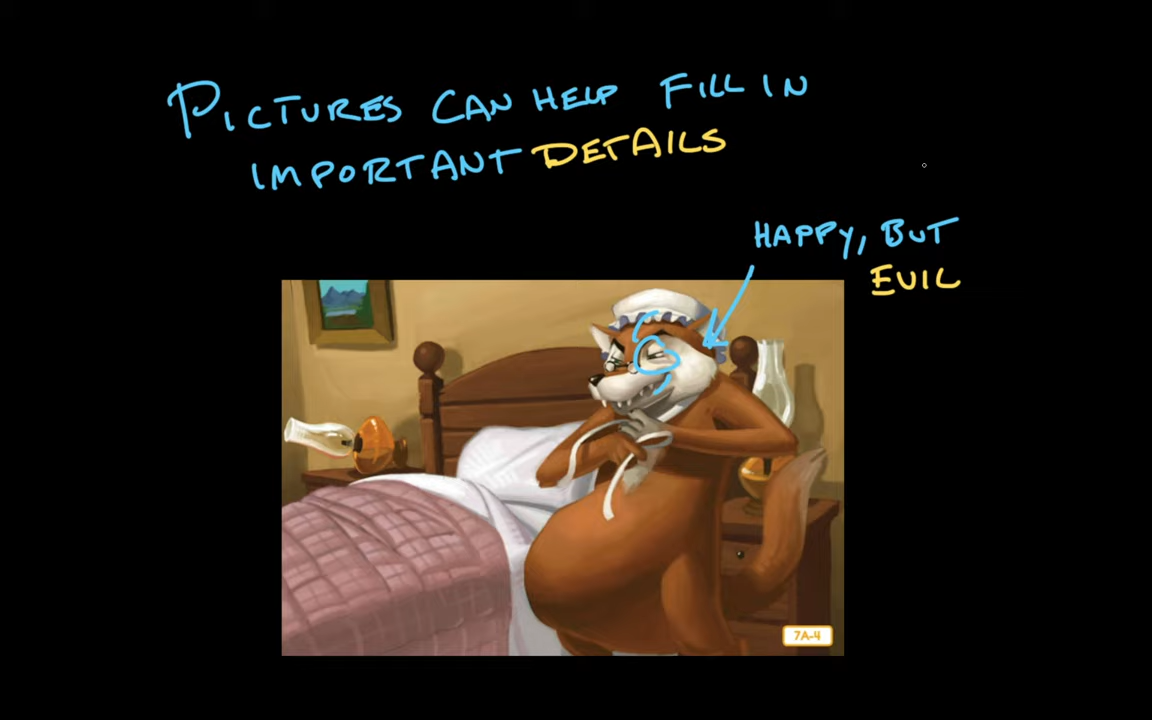 PICTURES CAN HELP FILL IN
IMPORTANT DETAILS
HAPPY, BUT
EVIL
7A-4